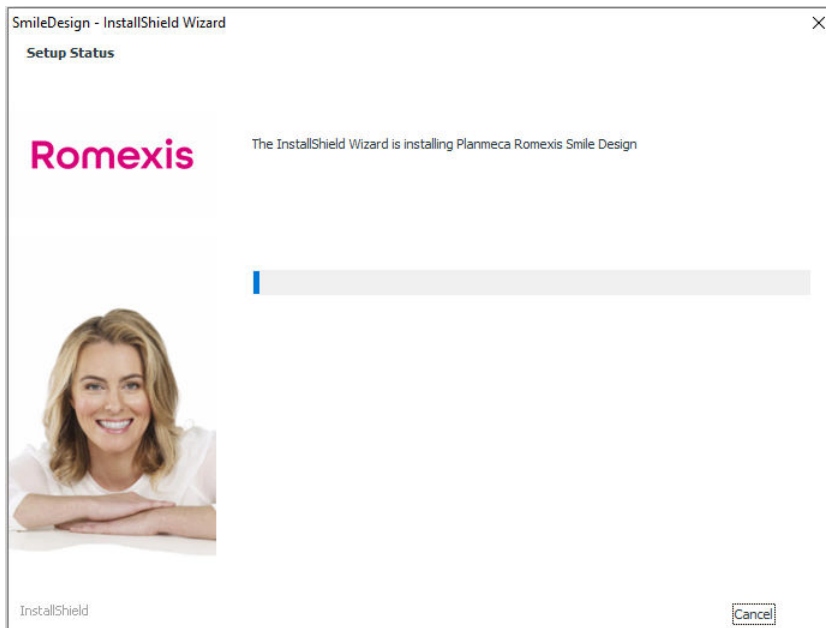 SmileDesign - InstallShield Wizard
Setup Status
Romexis
The InstallShield Wizard is installing Planmeca Romexis Smile Design
InstallShield
Cancel